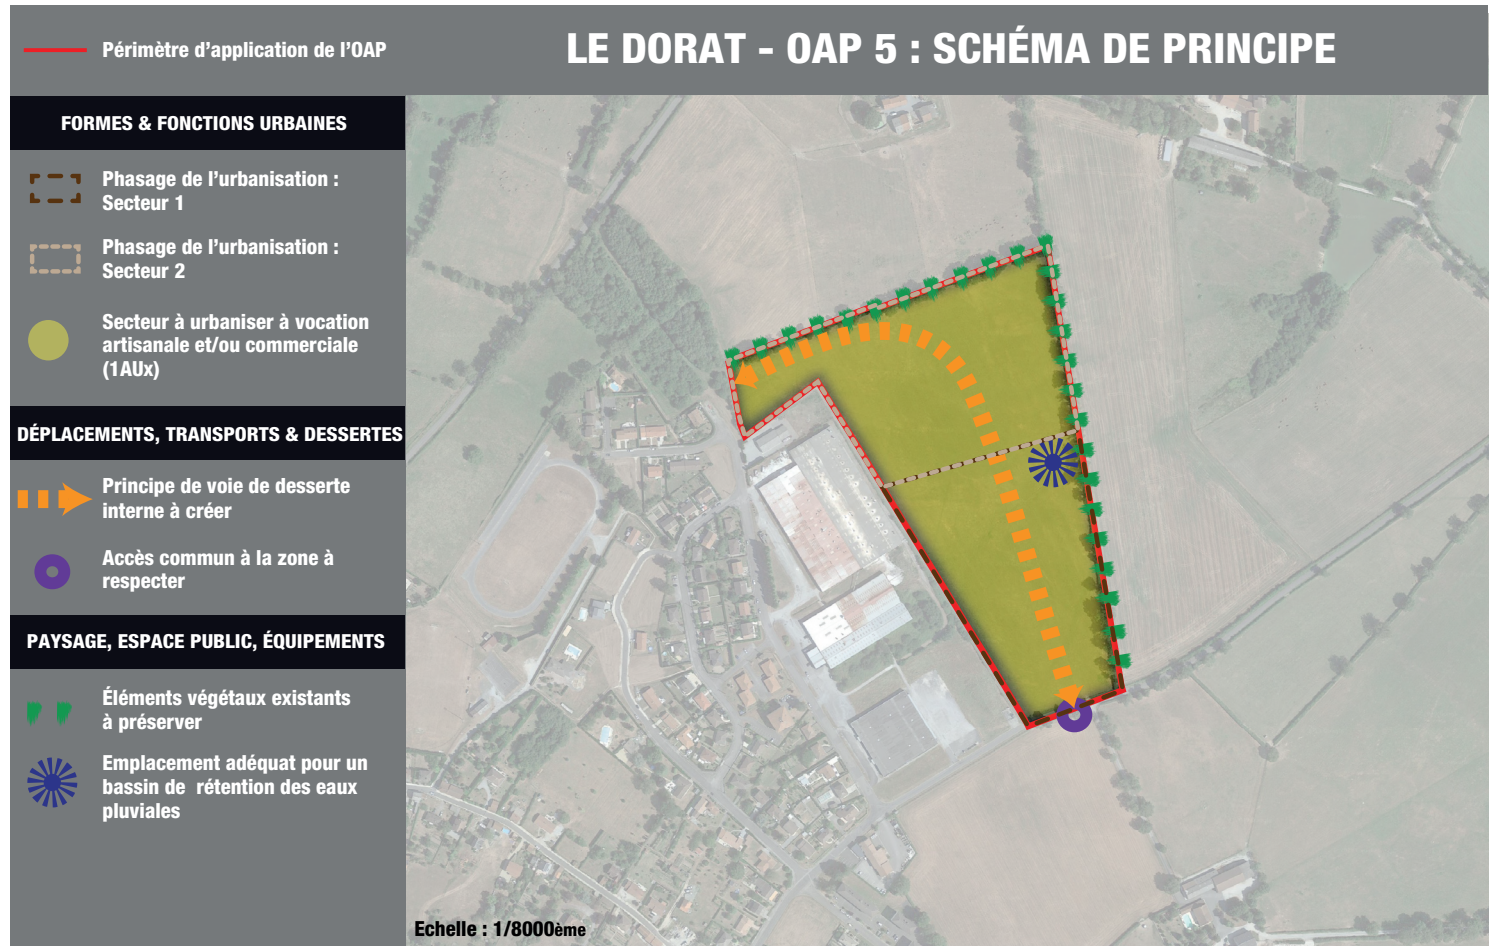 Périmètre d'application de l'OAP
LE DORAT - OAP 5 : SCHÉMA DE PRINCIPE
FORMES & FONCTIONS URBAINES
Phasage de l'urbanisation :
Secteur 1
Phasage de l'urbanisation :
Secteur 2
Secteur à urbaniser à vocation
artisanale et/ou commerciale
(1AUx)
DÉPLACEMENTS, TRANSPORTS & DESSERTES
Principe de voie de desserte
interne à créer
Accès commun à la zone à
respecter
PAYSAGE, ESPACE PUBLIC, ÉQUIPEMENTS
Éléments végétaux existants
à préserver
Emplacement adéquat pour un
bassin de rétention des eaux
pluviales
Echelle : 1/8000ème